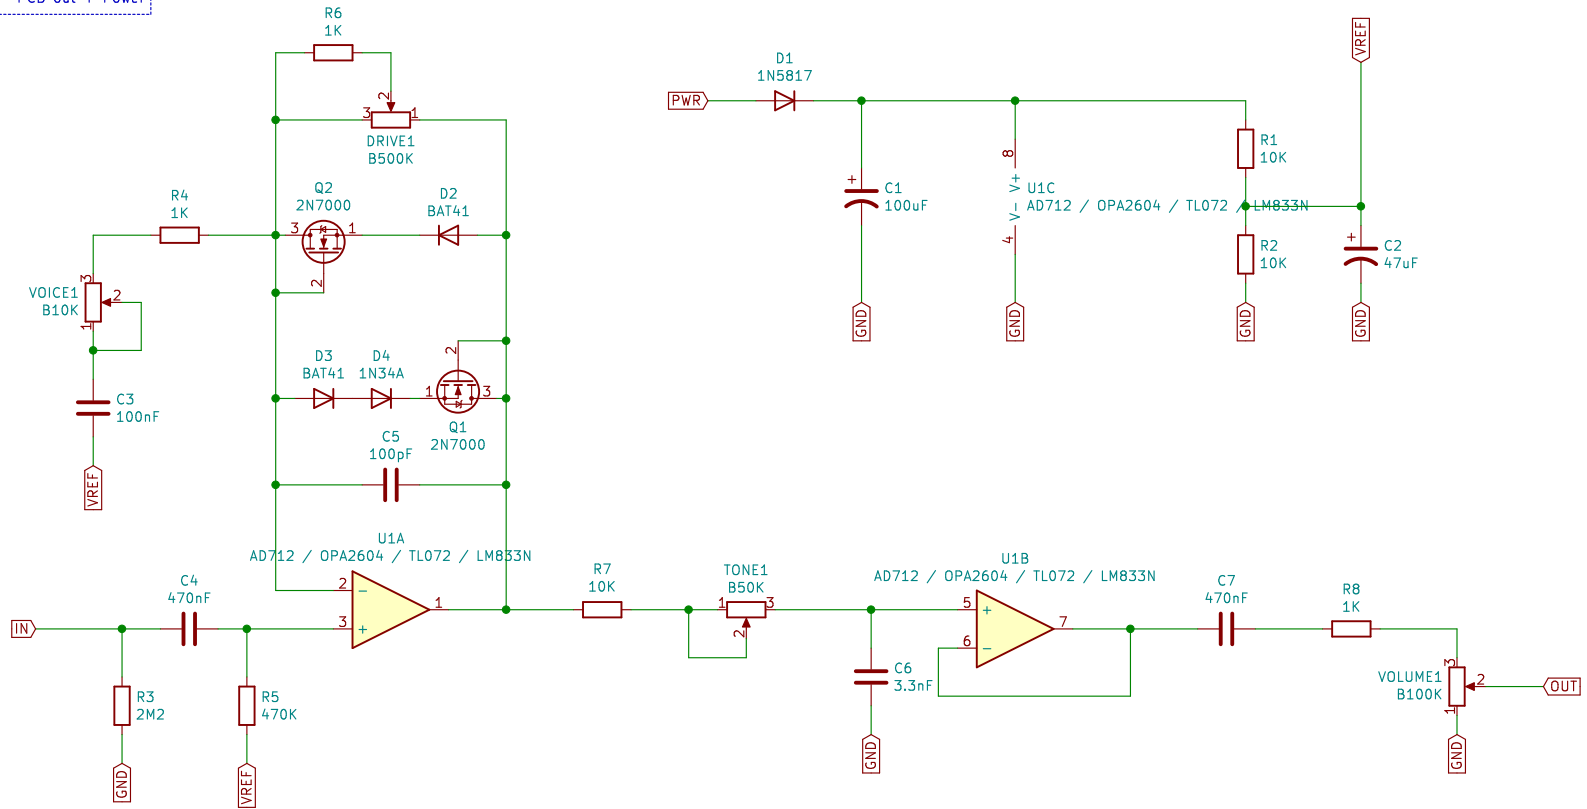 R6
1K
VREF
D1
1N5817
PWR
2
3
1
DRIVE1
B500K
R1
10K
8
V+
V-
4
U1C
AD712 / OPA2604 / TL072 / LM833N
+
C1
100uF
Q2
2N7000
D2
BAT41
R4
1K
3
1
2
+
C2
47uF
R2
10K
VOICE1
B10K
3
2
1
GND
GND
GND
GND
D3
BAT41
D4
1N34A
2
1
3
Q1
2N7000
C3
100nF
C5
100pF
VREF
U1A
AD712 / OPA2604 / TL072 / LM833N
2
3
1
-
+
C4
470nF
IN
R7
10K
TONE1
B50K
1
3
2
U1B
AD712 / OPA2604 / TL072 / LM833N
5
6
7
+
-
C7
470nF
R8
1K
R3
2M2
R5
470K
C6
3.3nF
VOLUME1
B100K
3
2
1
OUT
GND
VREF
GND
GND